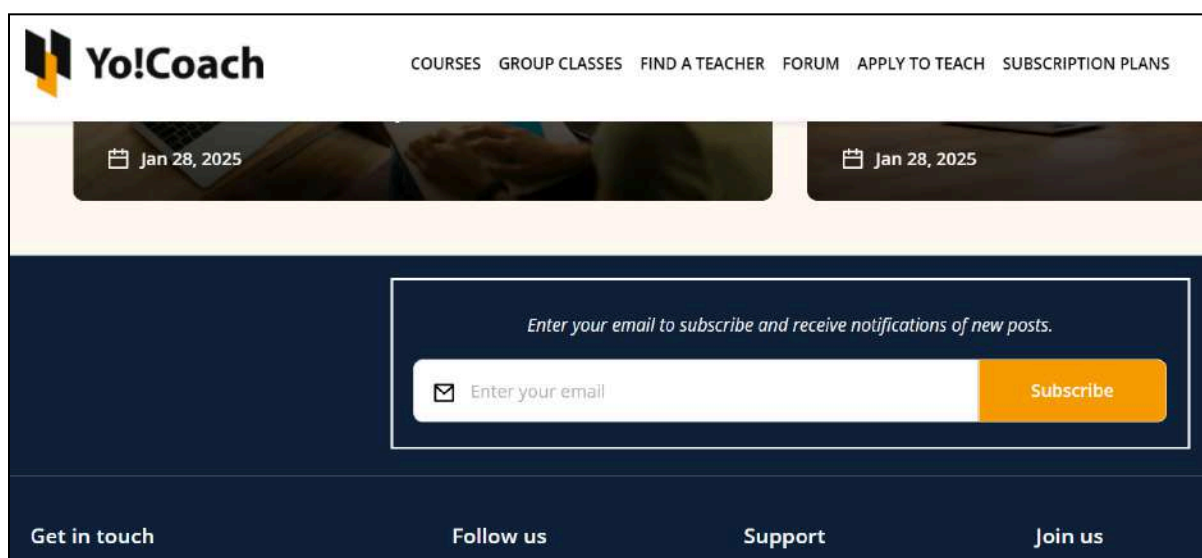 Yo!Coach
COURSES GROUP CLASSES FIND A TEACHER FORUM APPLY TO TEACH SUBSCRIPTION PLANS
Jan 28, 2025 Jan 28, 2025
Enter your email to subscribe and receive notifications of new posts.
Enter your email Subscribe
Get in touch Follow us Support Join us